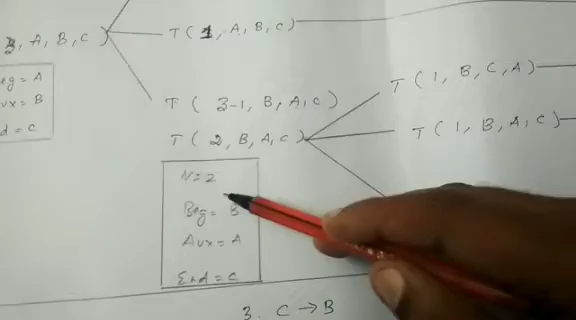 3, A, B, C )
T ( 1, A, B, C )
eg = A
ux = B
d = C
T ( 3-1, B, A, C )
T ( 2, B, A, C )
T ( 1, B, C, A )
T ( 1, B, A, C )
N = 2
Beg = B
Aux = A
End = C
3. C → B